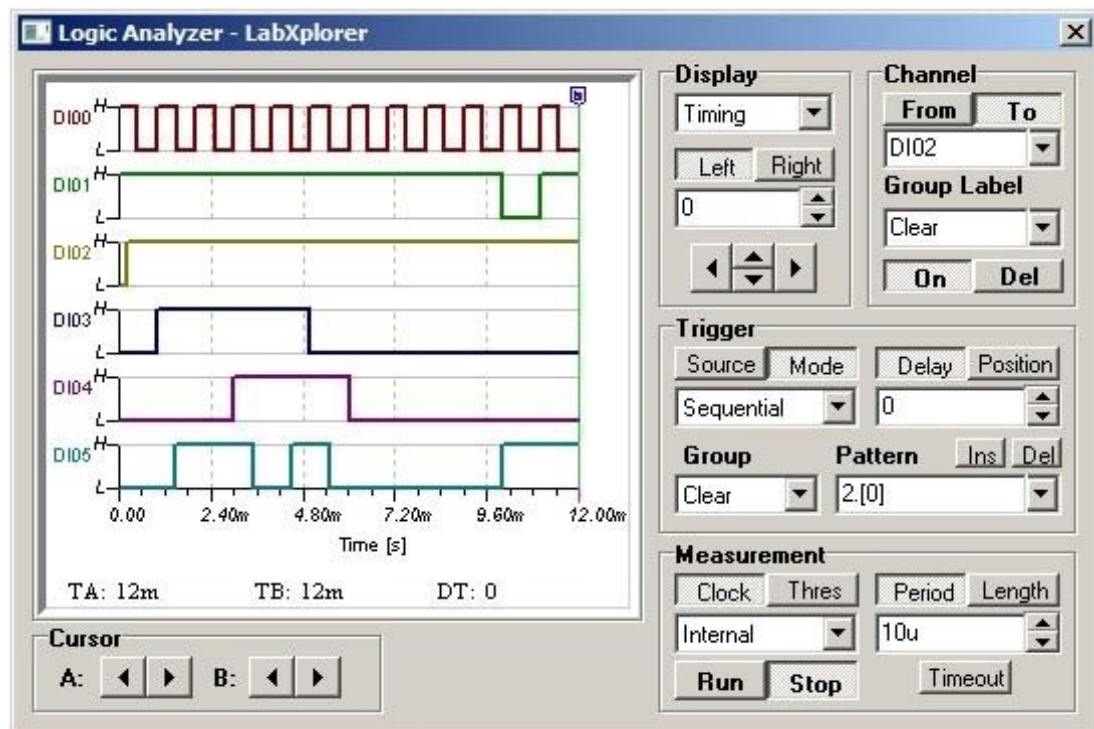 Logic Analyzer - LabXplorer
DI00 H L
DI01 H L
DI02 H L
DI03 H L
DI04 H L
DI05 H L
b
0.00 2.40m 4.80m 7.20m 9.60m 12.00m
Time [s]
TA: 12m TB: 12m DT: 0
Cursor
A: B:
Display
Timing
Left Right
0
Channel
From To
DI02
Group Label
Clear
On Del
Trigger
Source Mode Delay Position
Sequential 0
Group Pattern Ins Del
Clear 2.[0]
Measurement
Clock Thres Period Length
Internal 10u
Run Stop Timeout